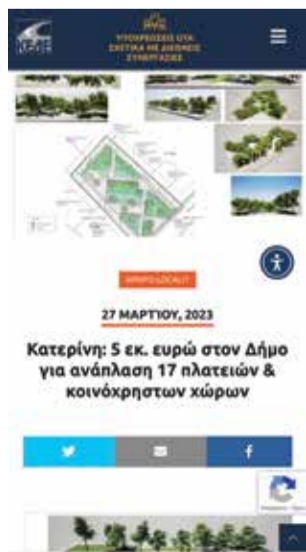 ΚΕΔΕ
ΥΠΟΧΡΕΩΣΕΙΣ ΟΤΑ
ΣΧΕΤΙΚΑ ΜΕ ΔΙΕΘΝΕΙΣ
ΣΥΝΕΡΓΑΣΙΕΣ
27 ΜΑΡΤΊΟΥ, 2023
Κατερίνη: 5 εκ. ευρώ στον Δήμο
για ανάπλαση 17 πλατειών &
κοινόχρηστων χώρων